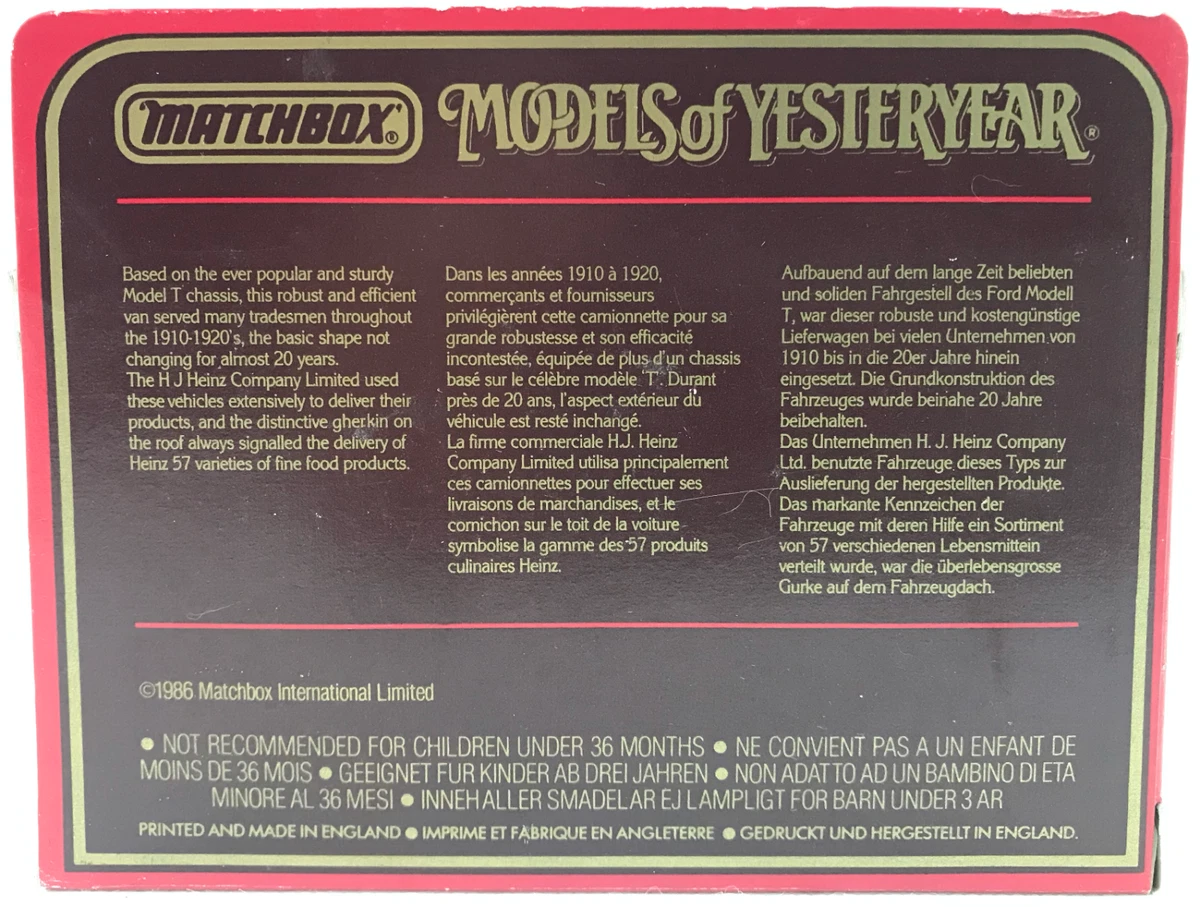 MATCHBOX® MODELS of YESTERYEAR®
Based on the ever popular and sturdy
Model T chassis, this robust and efficient
van served many tradesmen throughout
the 1910-1920's, the basic shape not
changing for almost 20 years.
The H J Heinz Company Limited used
these vehicles extensively to deliver their
products, and the distinctive gherkin on
the roof always signalled the delivery of
Heinz 57 varieties of fine food products.
Dans les années 1910 à 1920,
commerçants et fournisseurs
privilégièrent cette camionnette pour sa
grande robustesse et son efficacité
incontestée, équipée de plus d'un chassis
basé sur le célèbre modèle 'T'. Durant
près de 20 ans, l'aspect extérieur du
véhicule est resté inchangé.
La firme commerciale H.J. Heinz
Company Limited utilisa principalement
ces camionnettes pour effectuer ses
livraisons de marchandises, et le
cornichon sur le toit de la voiture
symbolise la gamme des 57 produits
culinaires Heinz.
Aufbauend auf dem lange Zeit beliebten
und soliden Fahrgestell des Ford Modell
T, war dieser robuste und kostengünstige
Lieferwagen bei vielen Unternehmen von
1910 bis in die 20er Jahre hinein
eingesetzt. Die Grundkonstruktion des
Fahrzeuges wurde beinahe 20 Jahre
beibehalten.
Das Unternehmen H. J. Heinz Company
Ltd. benutzte Fahrzeuge dieses Typs zur
Auslieferung der hergestellten Produkte.
Das markante Kennzeichen der
Fahrzeuge mit deren Hilfe ein Sortiment
von 57 verschiedenen Lebensmitteln
verteilt wurde, war die überlebensgrosse
Gurke auf dem Fahrzeugdach.
©1986 Matchbox International Limited
● NOT RECOMMENDED FOR CHILDREN UNDER 36 MONTHS ● NE CONVIENT PAS A UN ENFANT DE
MOINS DE 36 MOIS ● GEEIGNET FUR KINDER AB DREI JAHREN ● NON ADATTO AD UN BAMBINO DI ETA
MINORE AL 36 MESI ● INNEHALLER SMADELAR EJ LAMPLIGT FOR BARN UNDER 3 AR
PRINTED AND MADE IN ENGLAND ● IMPRIME ET FABRIQUE EN ANGLETERRE ● GEDRUCKT UND HERGESTELLT IN ENGLAND.